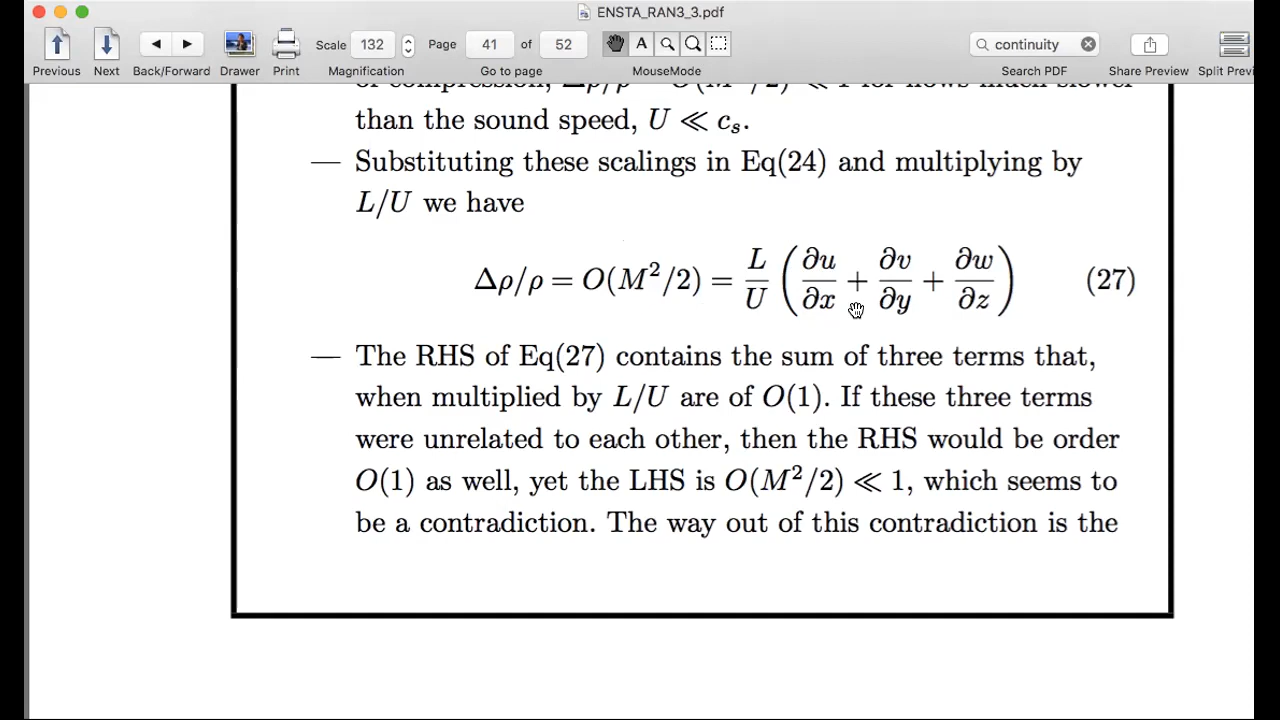 ENSTA_RAN3_3.pdf
Scale 132 Page 41 of 52 A continuity
Previous Next Back/Forward Drawer Print Magnification Go to page MouseMode Search PDF Share Preview Split Previ
than the sound speed, U ≪ c_s.
— Substituting these scalings in Eq(24) and multiplying by
L/U we have
Δρ/ρ = O(M²/2) = L/U (∂u/∂x + ∂v/∂y + ∂w/∂z) (27)
— The RHS of Eq(27) contains the sum of three terms that,
when multiplied by L/U are of O(1). If these three terms
were unrelated to each other, then the RHS would be order
O(1) as well, yet the LHS is O(M²/2) ≪ 1, which seems to
be a contradiction. The way out of this contradiction is the